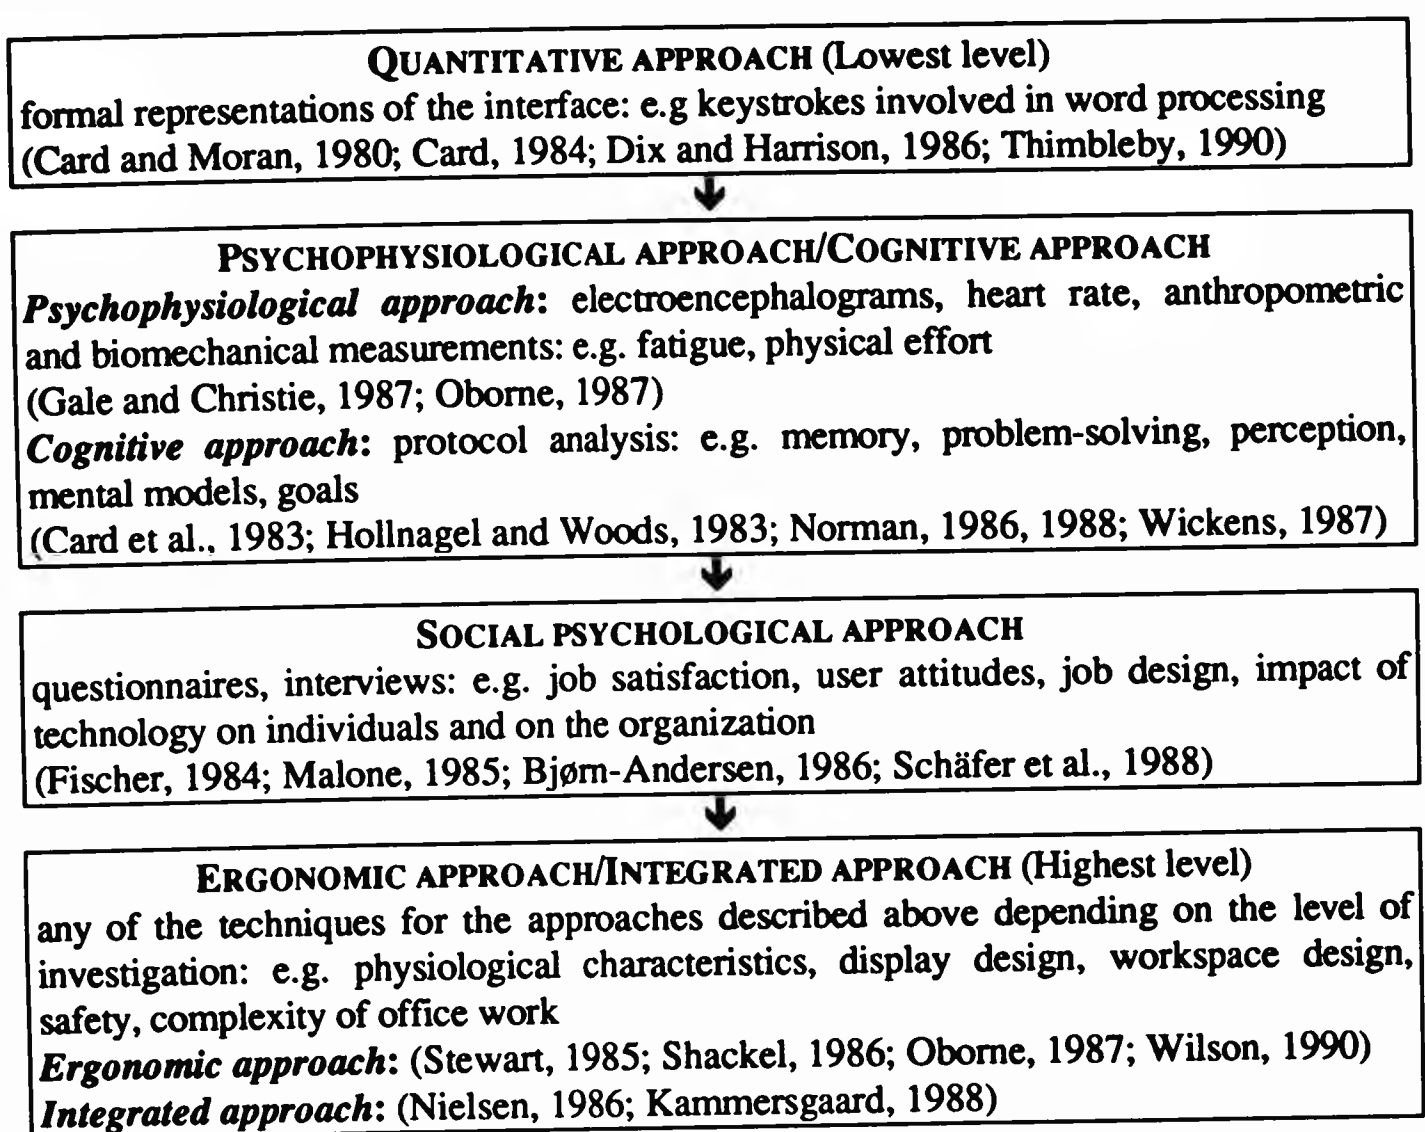 QUANTITATIVE APPROACH (Lowest level)
formal representations of the interface: e.g keystrokes involved in word processing
(Card and Moran, 1980; Card, 1984; Dix and Harrison, 1986; Thimbleby, 1990)
PSYCHOPHYSIOLOGICAL APPROACH/COGNITIVE APPROACH
Psychophysiological approach: electroencephalograms, heart rate, anthropometric
and biomechanical measurements: e.g. fatigue, physical effort
(Gale and Christie, 1987; Oborne, 1987)
Cognitive approach: protocol analysis: e.g. memory, problem-solving, perception,
mental models, goals
(Card et al., 1983; Hollnagel and Woods, 1983; Norman, 1986, 1988; Wickens, 1987)
SOCIAL PSYCHOLOGICAL APPROACH
questionnaires, interviews: e.g. job satisfaction, user attitudes, job design, impact of
technology on individuals and on the organization
(Fischer, 1984; Malone, 1985; Bjørn-Andersen, 1986; Schäfer et al., 1988)
ERGONOMIC APPROACH/INTEGRATED APPROACH (Highest level)
any of the techniques for the approaches described above depending on the level of
investigation: e.g. physiological characteristics, display design, workspace design,
safety, complexity of office work
Ergonomic approach: (Stewart, 1985; Shackel, 1986; Oborne, 1987; Wilson, 1990)
Integrated approach: (Nielsen, 1986; Kammersgaard, 1988)